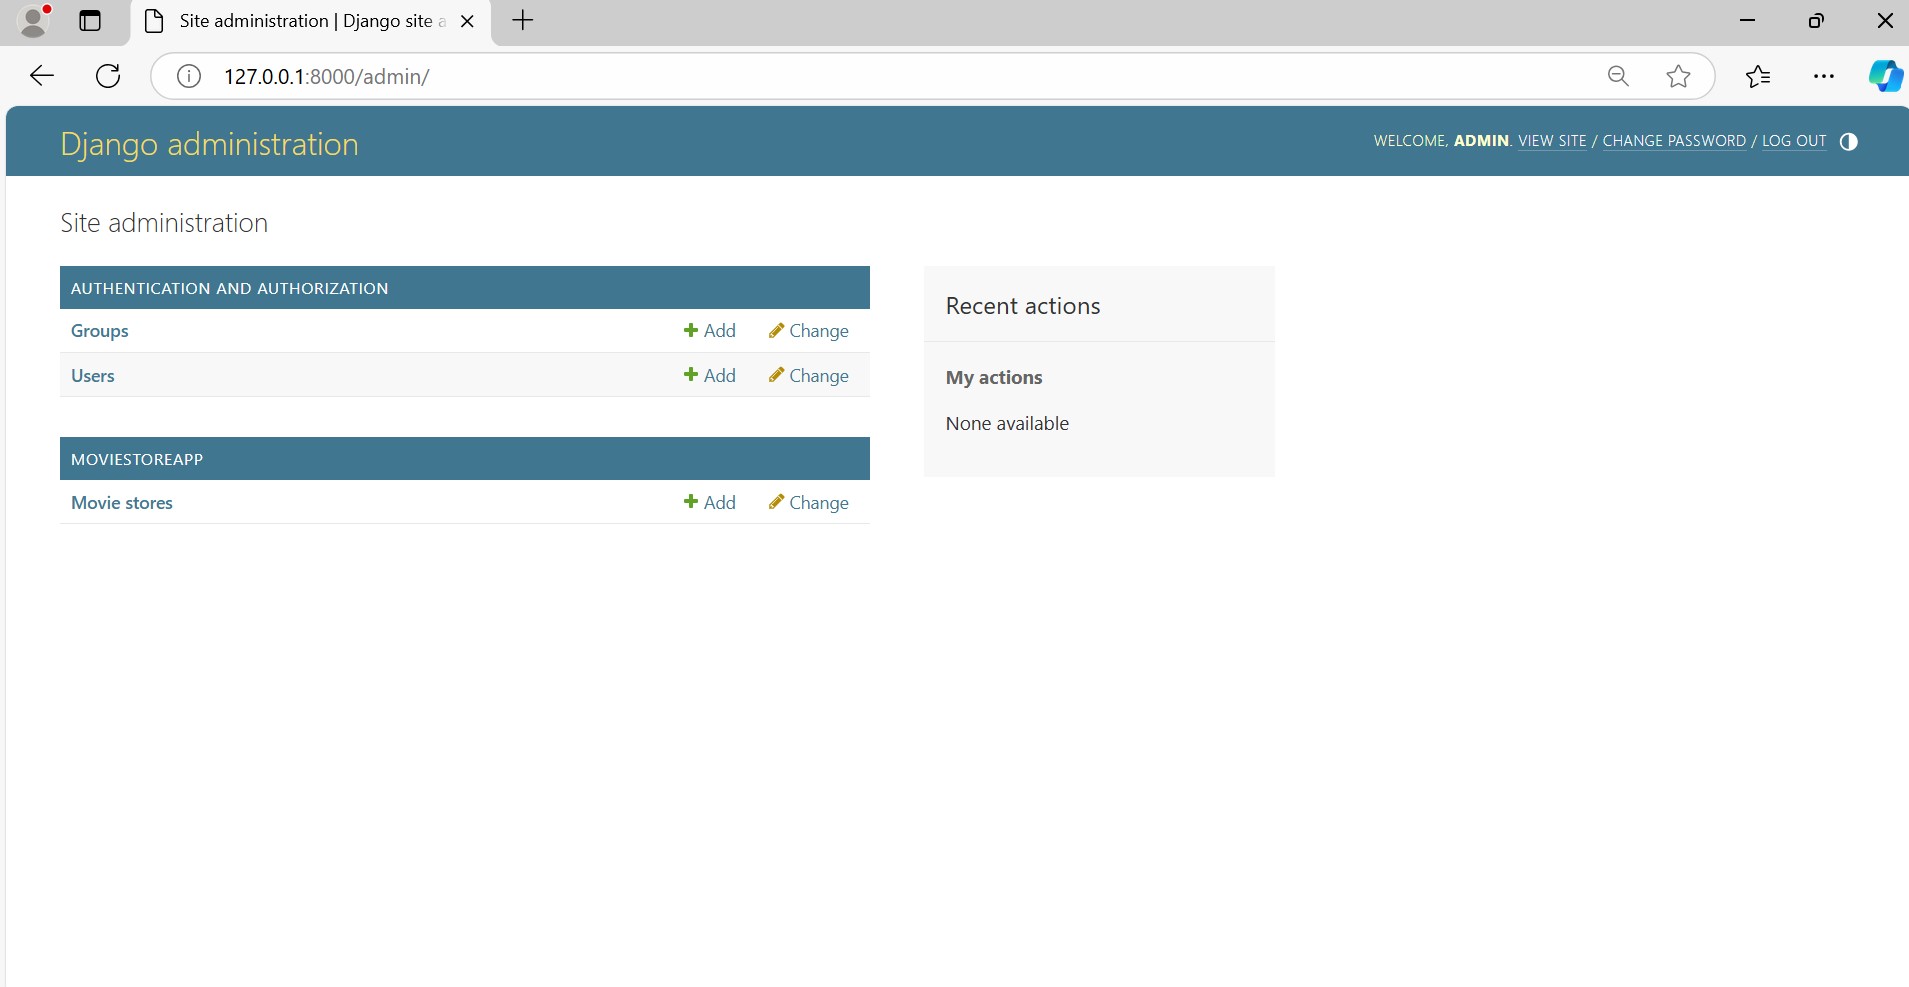 Site administration | Django site a
127.0.0.1:8000/admin/
Django administration
WELCOME, ADMIN. VIEW SITE / CHANGE PASSWORD / LOG OUT
Site administration
AUTHENTICATION AND AUTHORIZATION
Groups Add Change
Users Add Change
MOVIESTOREAPP
Movie stores Add Change
Recent actions
My actions
None available